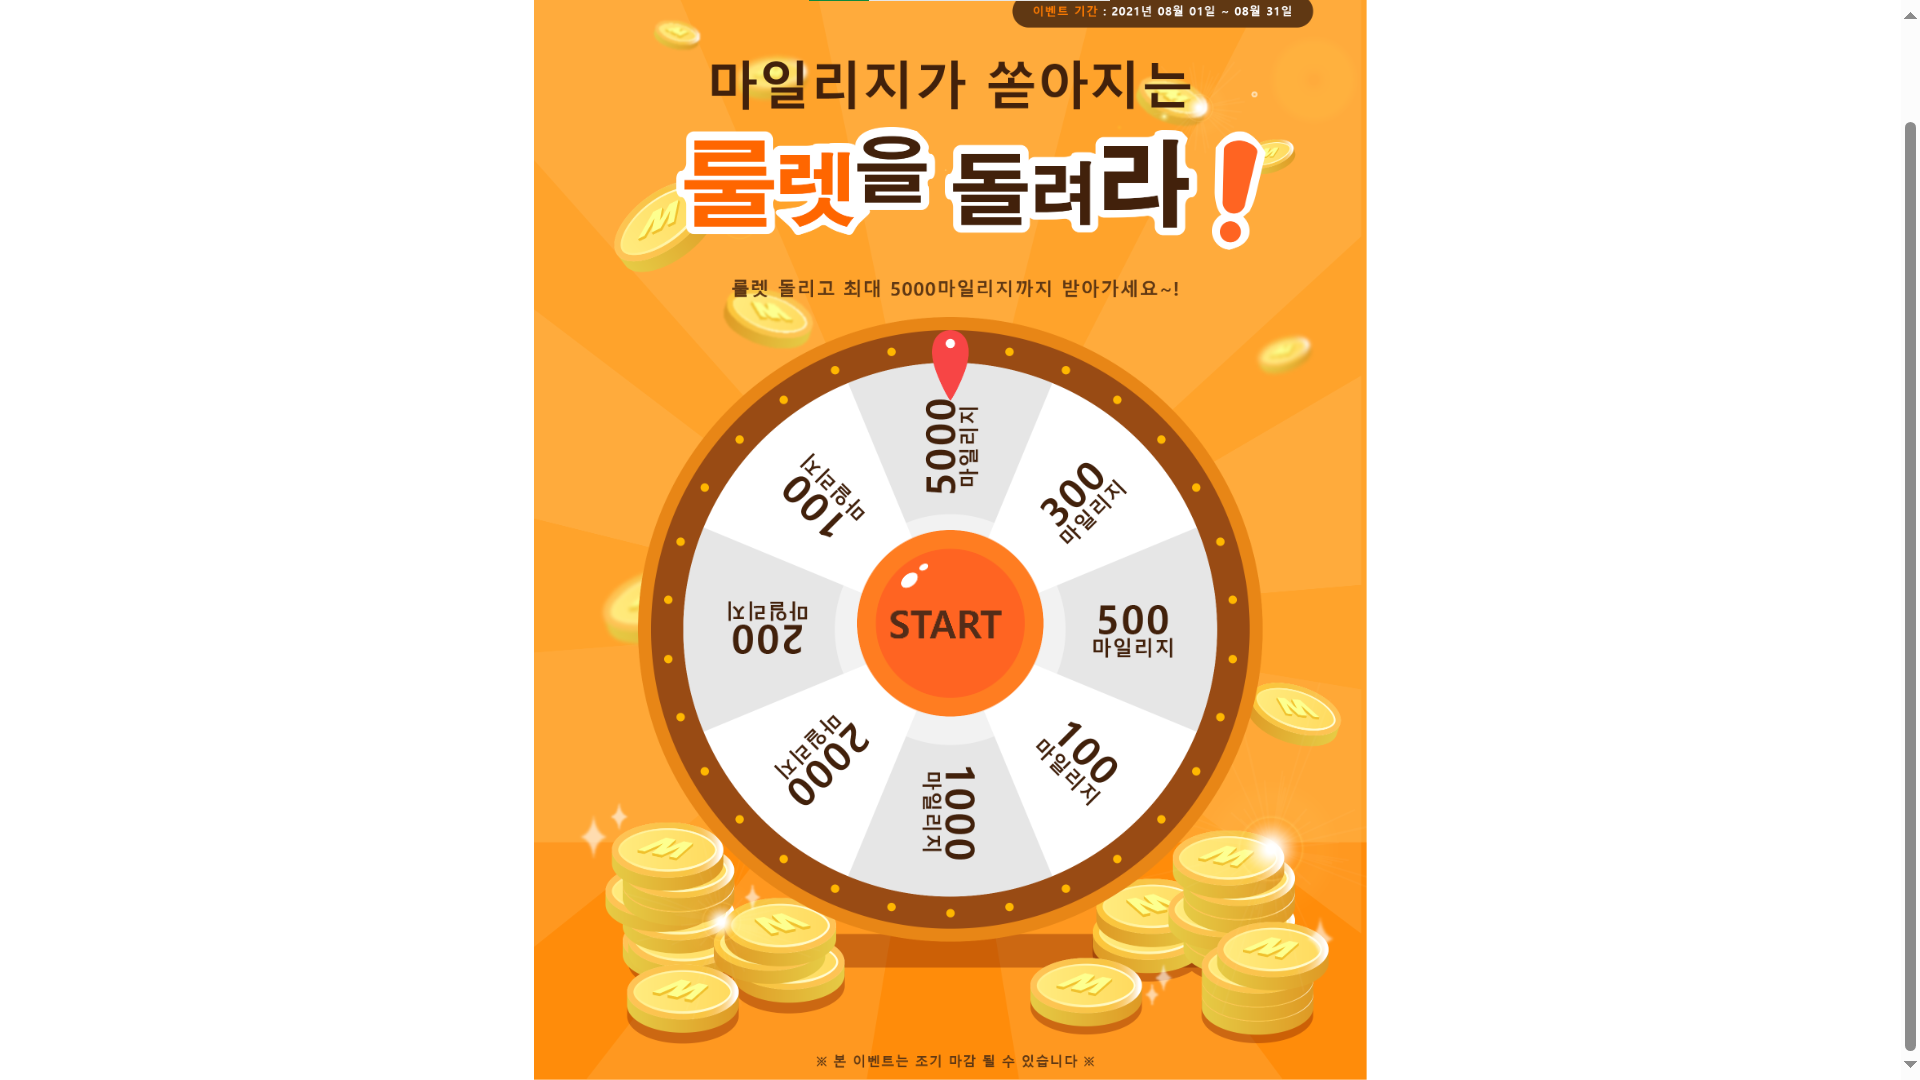 이벤트 기간 : 2021년 08월 01일 ~ 08월 31일
마일리지가 쏟아지는
룰렛을 돌려라!
룰렛 돌리고 최대 5000마일리지까지 받아가세요~!
5000
마일리지
300
마일리지
500
마일리지
100
마일리지
1000
마일리지
2000
마일리지
200
마일리지
100
마일리지
START
※ 본 이벤트는 조기 마감 될 수 있습니다 ※